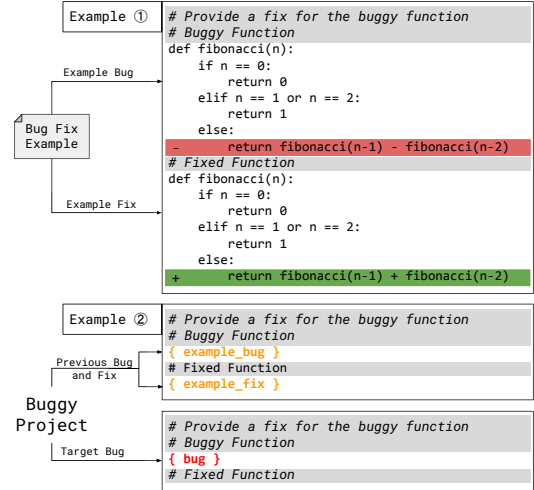 Example ①
# Provide a fix for the buggy function
# Buggy Function
def fibonacci(n):
    if n == 0:
        return 0
    elif n == 1 or n == 2:
        return 1
    else:
-       return fibonacci(n-1) - fibonacci(n-2)
# Fixed Function
def fibonacci(n):
    if n == 0:
        return 0
    elif n == 1 or n == 2:
        return 1
    else:
+       return fibonacci(n-1) + fibonacci(n-2)
Example Bug
Bug Fix
Example
Example Fix
Example ②
# Provide a fix for the buggy function
# Buggy Function
{ example_bug }
# Fixed Function
{ example_fix }
Previous Bug
and Fix
Buggy
Project
Target Bug
# Provide a fix for the buggy function
# Buggy Function
{ bug }
# Fixed Function